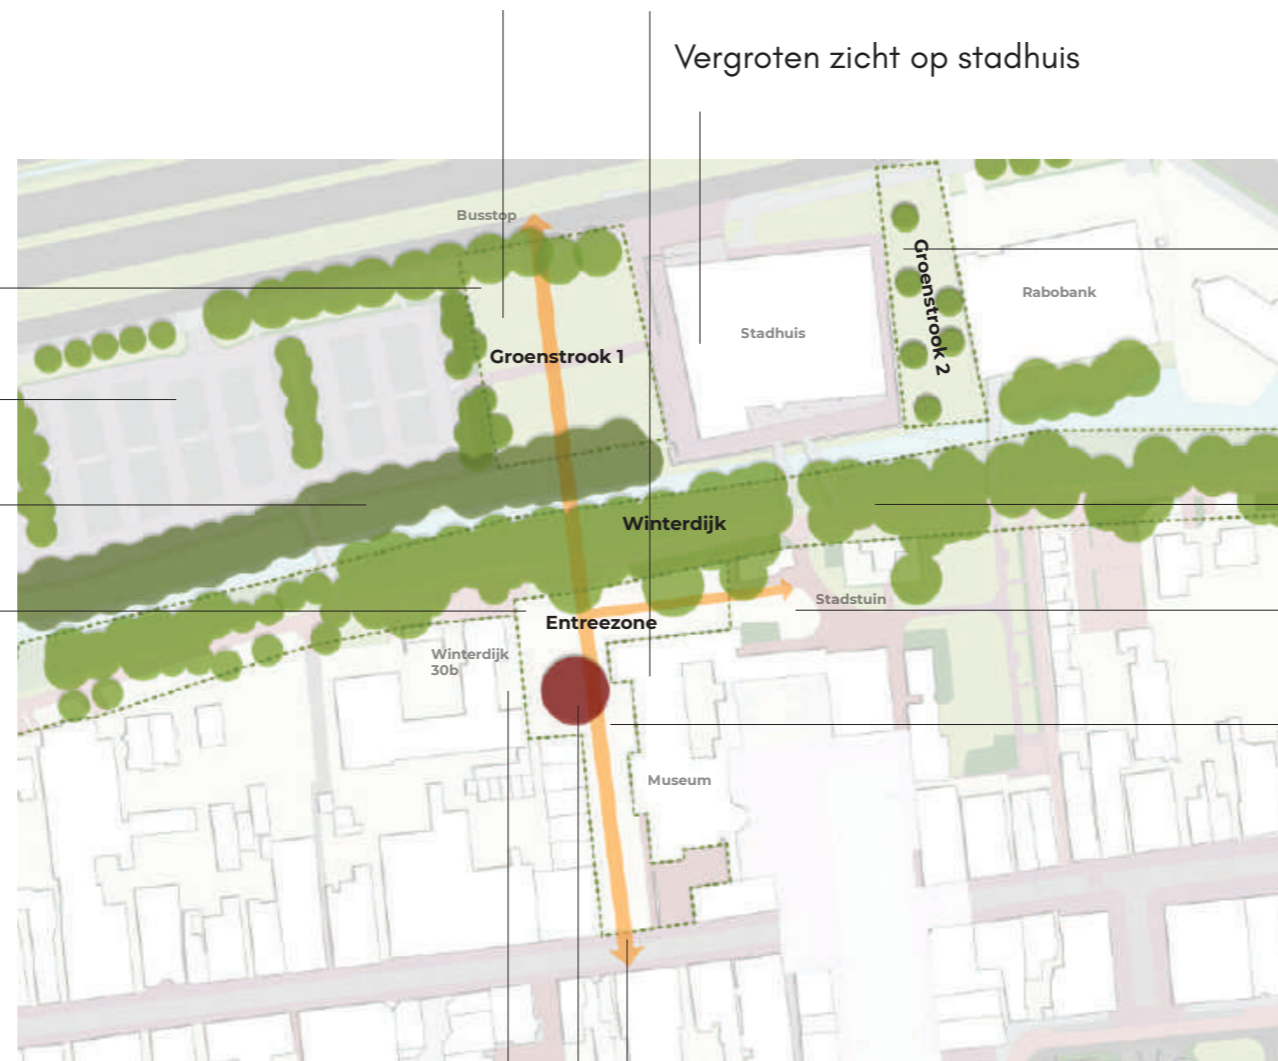 Vergroten zicht op stadhuis
Busstop
Groenstrook 1
Stadhuis
Groenstrook 2
Rabobank
Winterdijk
Entreezone
Stadstuin
Winterdijk
30b
Museum